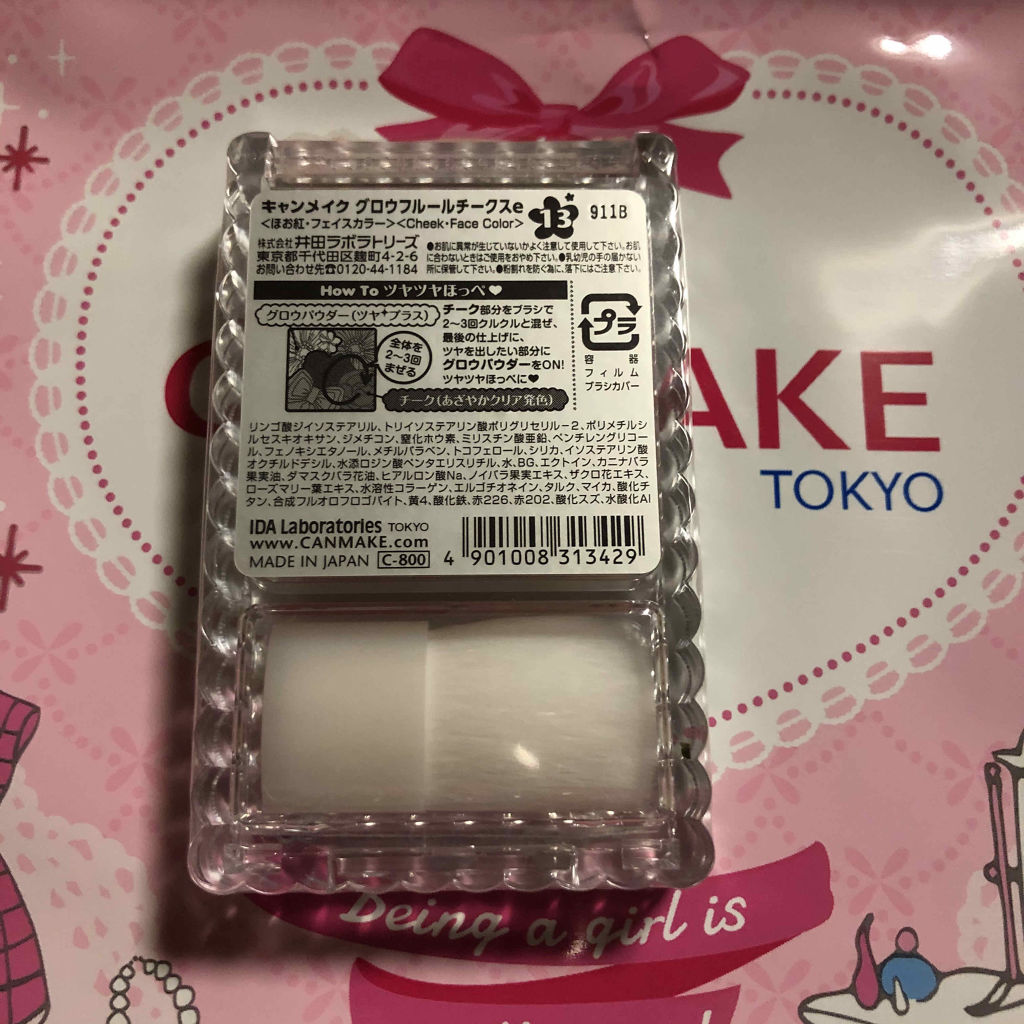 キャンメイク グロウフルールチークスe
<ほお紅・フェイスカラー><Cheek・Face Color>
13
911B
株式会社 井田ラボラトリーズ
東京都千代田区麹町4-2-6
お問い合わせ先☎0120-44-1184
●お肌に異常が生じていないかよく注意して使用して下さい。お肌
に合わないときはご使用をおやめ下さい。●乳幼児の手の届かない
所に保管して下さい。●粉割れを防ぐ為に、落下にはご注意下さい。
How To ツヤツヤほっぺ♥
グロウパウダー(ツヤ✦プラス)
全体を
2〜3回
まぜる
チーク(あざやかクリア発色)
チーク部分をブラシで
2〜3回クルクルと混ぜ、
最後の仕上げに、
ツヤを出したい部分に
グロウパウダーをON!
ツヤツヤほっぺに♥
プラ
容器
フィルム
ブラシカバー
リンゴ酸ジイソステアリル、トリイソステアリン酸ポリグリセリル－2、ポリメチルシ
ルセスキオキサン、ジメチコン、窒化ホウ素、ミリスチン酸亜鉛、ペンチレングリコー
ル、フェノキシエタノール、メチルパラベン、トコフェロール、シリカ、イソステアリン酸
オクチルドデシル、水添ロジン酸ペンタエリスリチル、水、BG、エクトイン、カニナバラ
果実油、ダマスクバラ花油、ヒアルロン酸Na、ノイバラ果実エキス、ザクロ花エキス、
ローズマリー葉エキス、水溶性コラーゲン、エルゴチオネイン、タルク、マイカ、酸化チ
タン、合成フルオロフロゴパイト、黄4、酸化鉄、赤226、赤202、酸化スズ、水酸化Al
IDA Laboratories TOKYO
www.CANMAKE.com
MADE IN JAPAN C-800
4 901008 313429
C AKE
TOKYO
Being a girl is